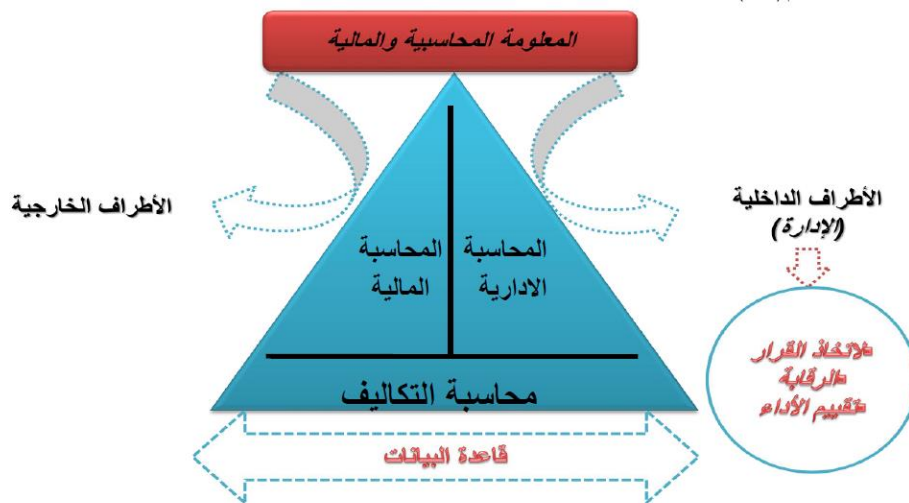 المعلومة المحاسبية والمالية
الأطراف الداخلية
(الإدارة)
الأطراف الخارجية
المحاسبة
الادارية
المحاسبة
المالية
لاتخاذ القرار
الرقابة
تقييم الأداء
محاسبة التكاليف
قاعدة البيانات